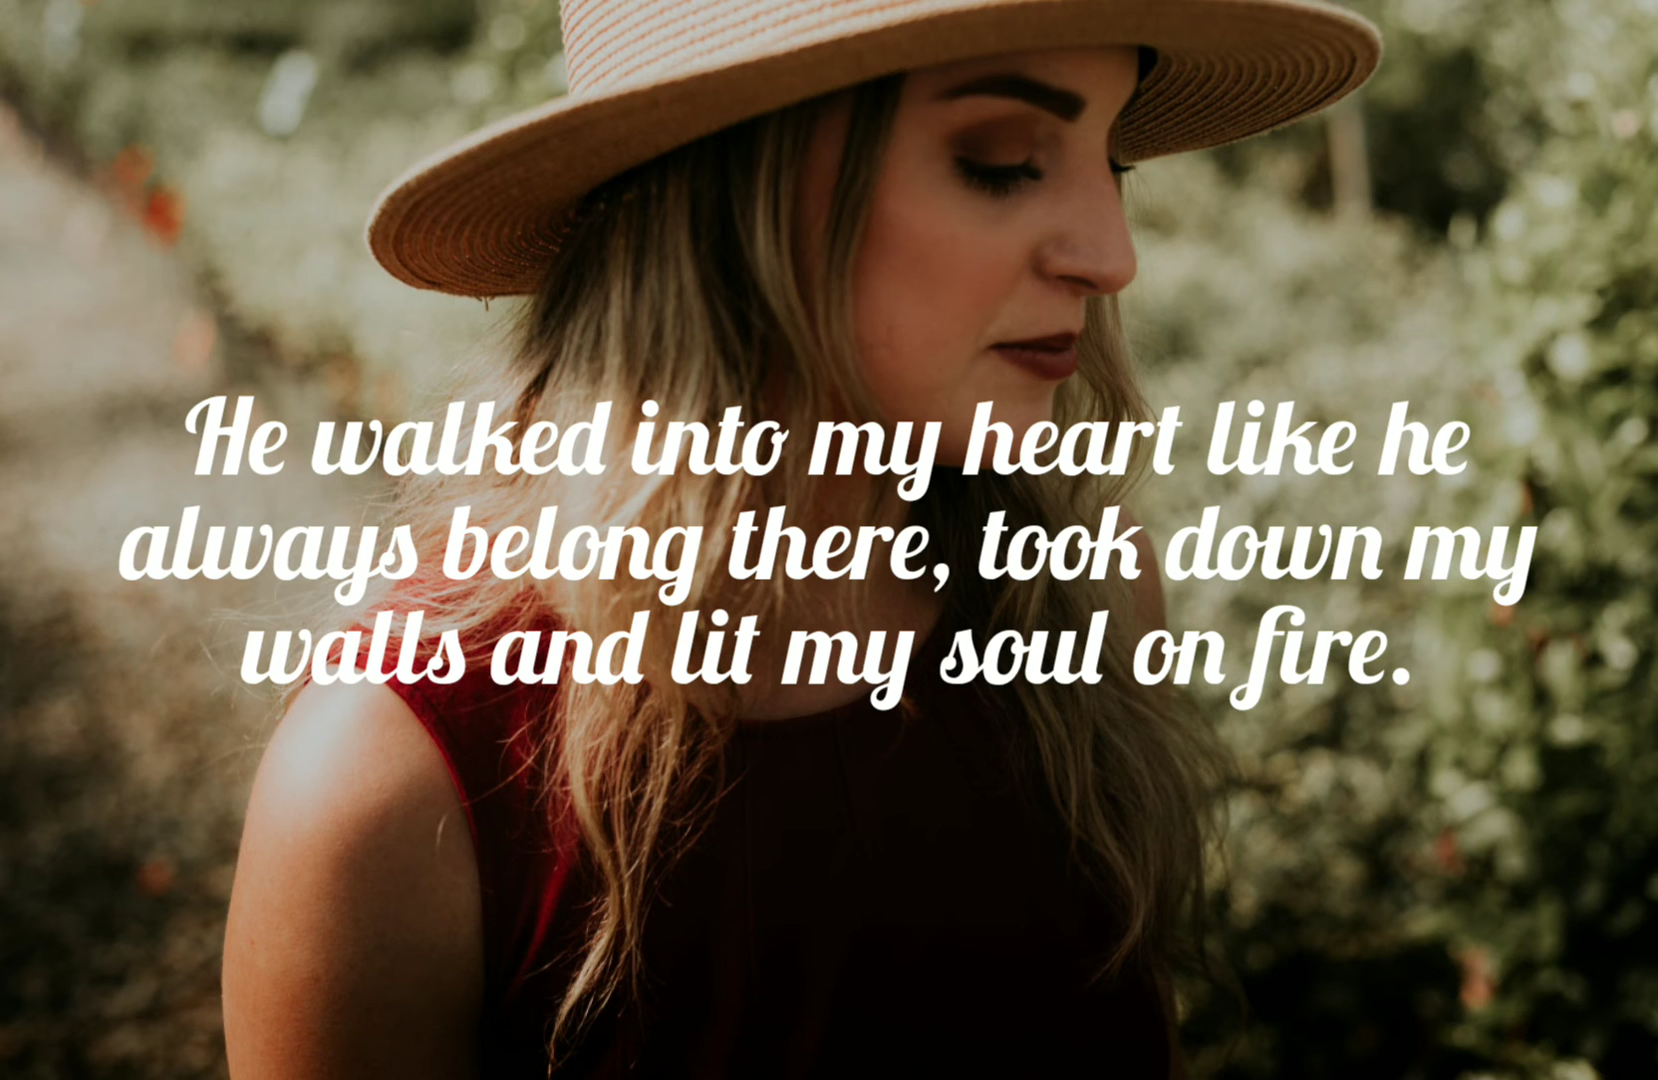 He walked into my heart like he
always belong there, took down my
walls and lit my soul on fire.